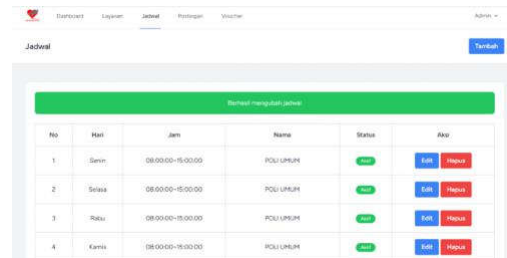 Dashboard Layanan Jadwal Postingan Voucher Admin
Jadwal Tambah
Berhasil mengubah jadwal
No Hari Jam Nama Status Aksi
1 Senin 08:00:00-15:00:00 POLI UMUM Aktif Edit Hapus
2 Selasa 08:00:00-15:00:00 POLI UMUM Aktif Edit Hapus
3 Rabu 08:00:00-15:00:00 POLI UMUM Aktif Edit Hapus
4 Kamis 08:00:00-15:00:00 POLI UMUM Aktif Edit Hapus